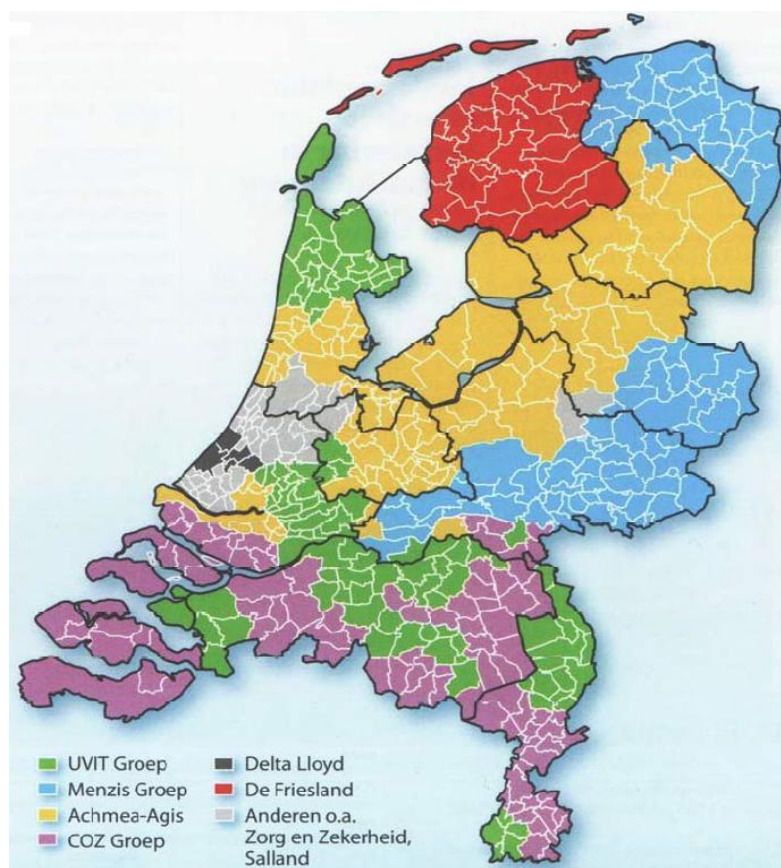 UVIT Groep
Menzis Groep
Achmea-Agis
COZ Groep
Delta Lloyd
De Friesland
Anderen o.a.
Zorg en Zekerheid,
Salland